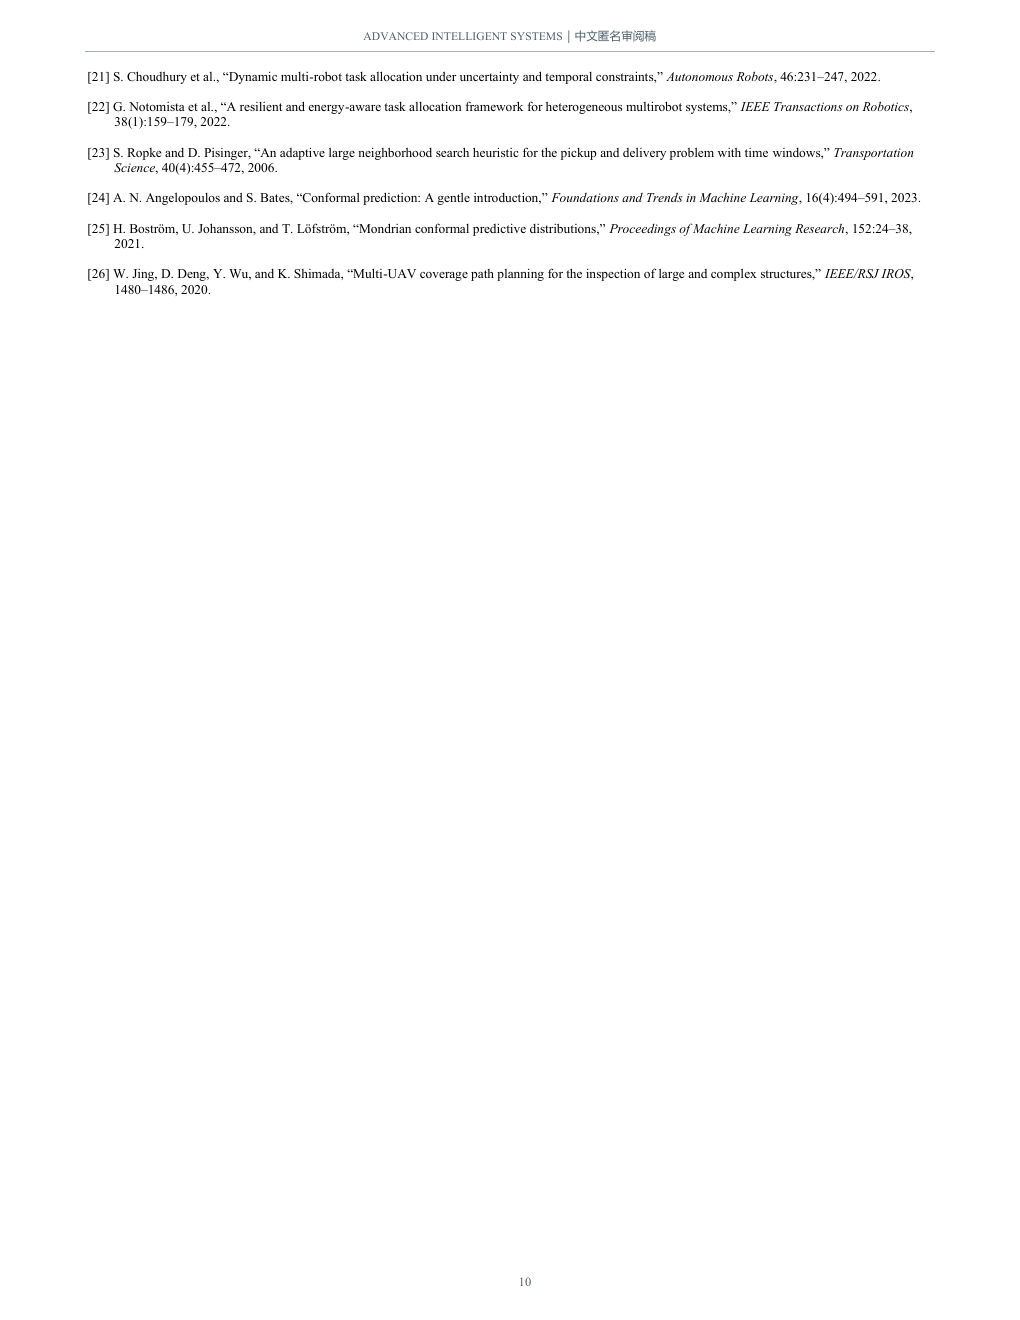 ADVANCED INTELLIGENT SYSTEMS | 中文匿名审阅稿
[21] S. Choudhury et al., “Dynamic multi-robot task allocation under uncertainty and temporal constraints,” Autonomous Robots, 46:231–247, 2022.
[22] G. Notomista et al., “A resilient and energy-aware task allocation framework for heterogeneous multirobot systems,” IEEE Transactions on Robotics,
38(1):159–179, 2022.
[23] S. Ropke and D. Pisinger, “An adaptive large neighborhood search heuristic for the pickup and delivery problem with time windows,” Transportation
Science, 40(4):455–472, 2006.
[24] A. N. Angelopoulos and S. Bates, “Conformal prediction: A gentle introduction,” Foundations and Trends in Machine Learning, 16(4):494–591, 2023.
[25] H. Boström, U. Johansson, and T. Löfström, “Mondrian conformal predictive distributions,” Proceedings of Machine Learning Research, 152:24–38,
2021.
[26] W. Jing, D. Deng, Y. Wu, and K. Shimada, “Multi-UAV coverage path planning for the inspection of large and complex structures,” IEEE/RSJ IROS,
1480–1486, 2020.
10